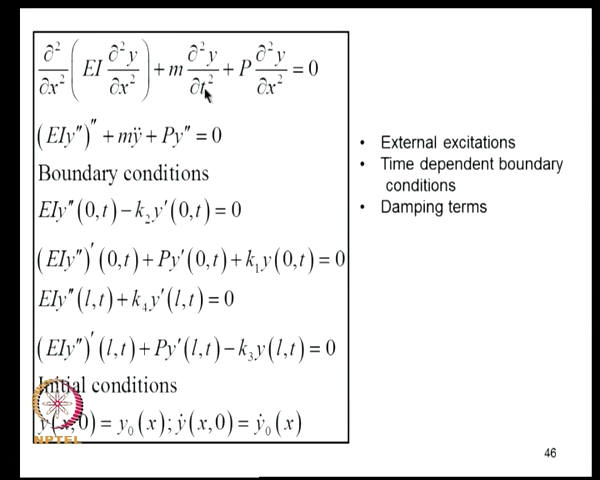 ∂²/∂x² (EI ∂²y/∂x²) + m ∂²y/∂t² + P ∂²y/∂x² = 0
(EIy″)″ + mÿ + Py″ = 0
Boundary conditions
EIy″(0,t) − k₂y′(0,t) = 0
(EIy″)′(0,t) + Py′(0,t) + k₁y(0,t) = 0
EIy″(l,t) + k₄y′(l,t) = 0
(EIy″)′(l,t) + Py′(l,t) − k₃y(l,t) = 0
Initial conditions
y(x,0) = y₀(x); ẏ(x,0) = ẏ₀(x)
• External excitations
• Time dependent boundary
conditions
• Damping terms
NPTEL
46